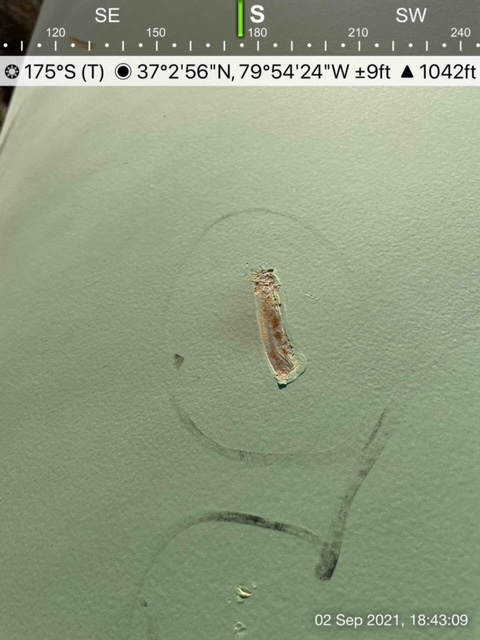 SE S SW
120 150 180 210 240
175°S (T) 37°2'56"N, 79°54'24"W ±9ft ▲ 1042ft
02 Sep 2021, 18:43:09